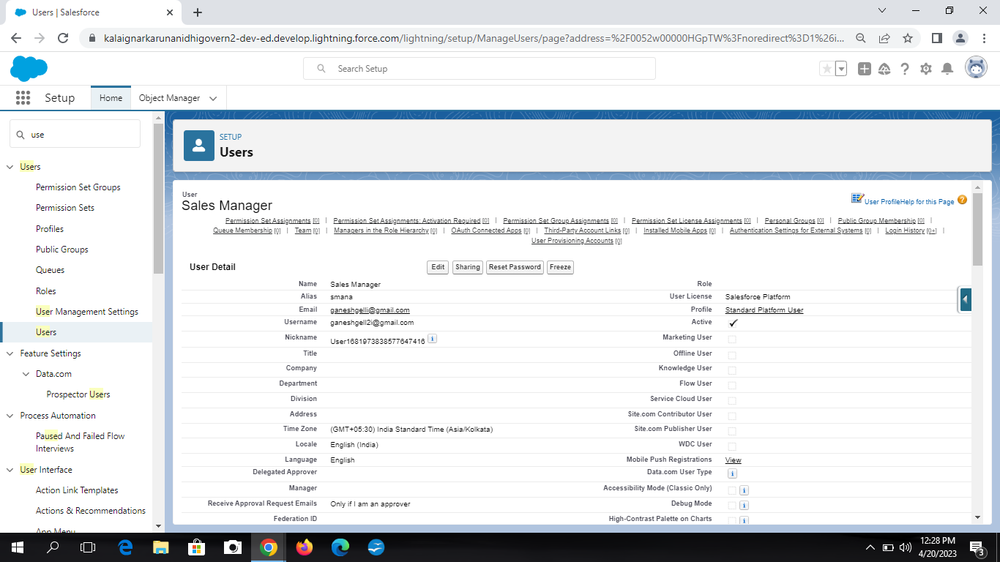 Users | Salesforce
kalaignarkarunanidhigovern2-dev-ed.develop.lightning.force.com/lightning/setup/ManageUsers/page?address=%2F0052w00000HGpTW%3Fnoredirect%3D1%26i...
Search Setup
Setup Home Object Manager
use
Users
Permission Set Groups
Permission Sets
Profiles
Public Groups
Queues
Roles
User Management Settings
Users
Feature Settings
Data.com
Prospector Users
Process Automation
Paused And Failed Flow
Interviews
User Interface
Action Link Templates
Actions & Recommendations
App Menu
SETUP
Users
User
Sales Manager
User Profile Help for this Page
Permission Set Assignments [0] | Permission Set Assignments: Activation Required [0] | Permission Set Group Assignments [0] | Permission Set License Assignments [0] | Personal Groups [0] | Public Group Membership [0] |
Queue Membership [0] | Team [0] | Managers in the Role Hierarchy [0] | OAuth Connected Apps [0] | Third-Party Account Links [0] | Installed Mobile Apps [0] | Authentication Settings for External Systems [0] | Login History [0+] |
User Provisioning Accounts [0]
User Detail Edit Sharing Reset Password Freeze
Name Sales Manager Role
Alias smana User License Salesforce Platform
Email ganeshgelli@gmail.com Profile Standard Platform User
Username ganeshgell2i@gmail.com Active
Nickname User1681973838577647416 i Marketing User
Title Offline User
Company Knowledge User
Department Flow User
Division Service Cloud User
Address Site.com Contributor User
Time Zone (GMT+05:30) India Standard Time (Asia/Kolkata) Site.com Publisher User
Locale English (India) WDC User
Language English Mobile Push Registrations View
Delegated Approver Data.com User Type i
Manager Accessibility Mode (Classic Only) i
Receive Approval Request Emails Only if I am an approver Debug Mode i
Federation ID High-Contrast Palette on Charts i
12:28 PM
4/20/2023
3